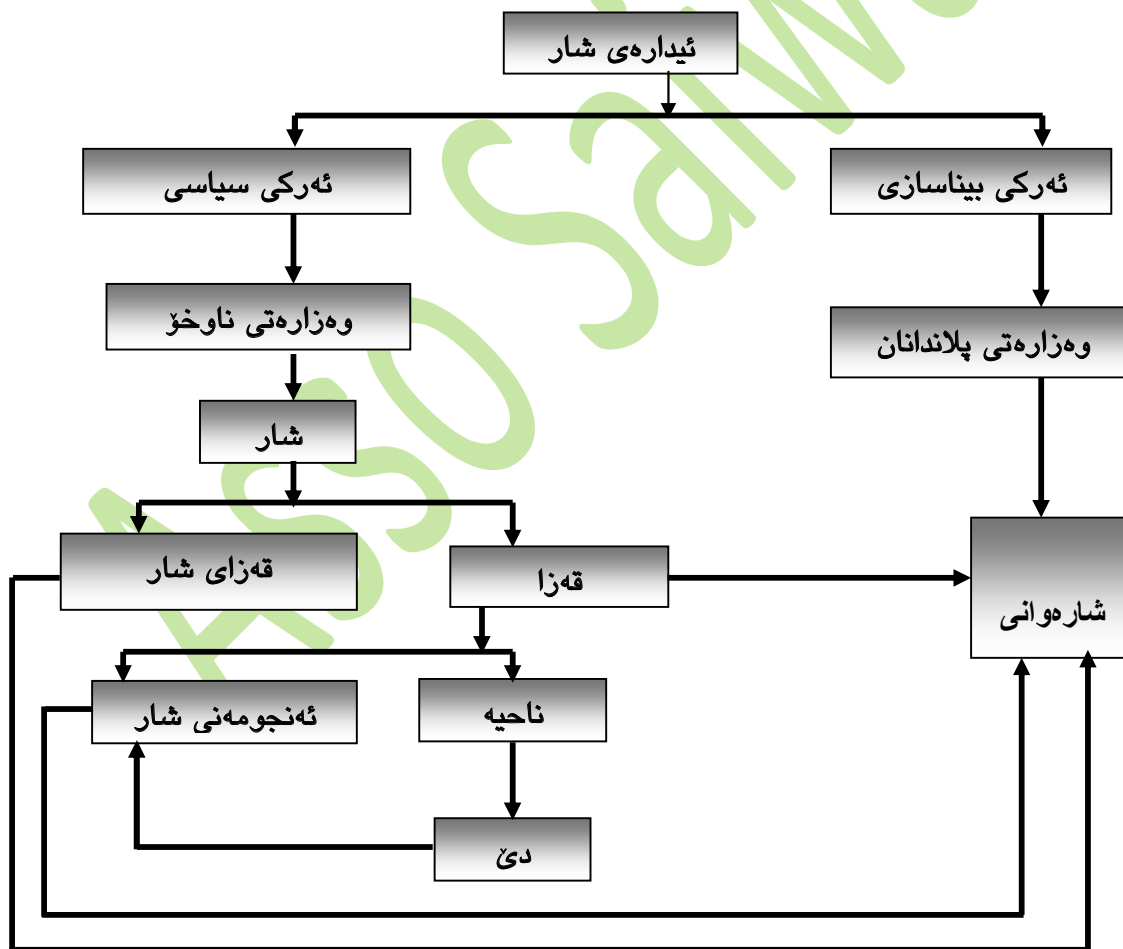 ئیدارەی شار
ئەرکی بیناسازی
ئەرکی سیاسی
وەزارەتی ناوخۆ
وەزارەتی پلاندانان
شار
قەزای شار
قەزا
شارەوانی
ناحیە
ئەنجومەنی شار
دێ
Asso